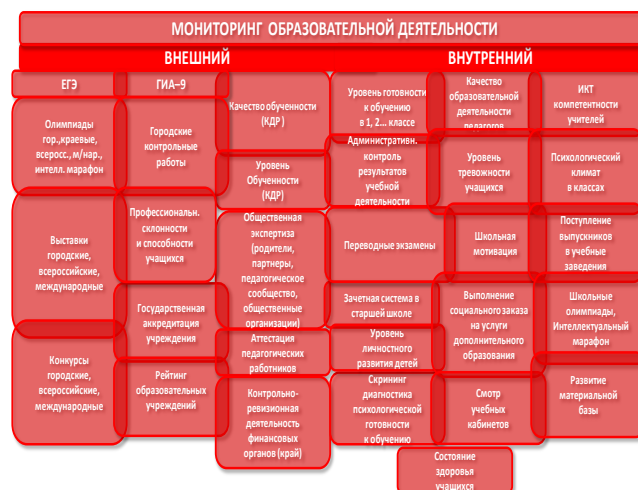 МОНИТОРИНГ ОБРАЗОВАТЕЛЬНОЙ ДЕЯТЕЛЬНОСТИ
ВНЕШНИЙ
ВНУТРЕННИЙ
ЕГЭ
Олимпиады
гор.,краевые,
всеросс., м/нар.,
интелл. марафон
Выставки
городские,
всероссийские,
международные
Конкурсы
городские,
всероссийские,
международные
ГИА–9
Городские
контрольные
работы
Профессиональн.
склонности
и способности
учащихся
Государственная
аккредитация
учреждения
Рейтинг
образовательных
учреждений
Качество обученности
(КДР )
Уровень
Обученности
(КДР)
Общественная
экспертиза
(родители,
партнеры,
педагогическое
сообщество,
общественные
организации)
Аттестация
педагогических
работников
Контрольно-
ревизионная
деятельность
финансовых
органов (край)
Уровень готовности
к обучению
в 1, 2... классе
Административн.
контроль
результатов
учебной
деятельности
Переводные экзамены
Зачетная система в
старшей школе
Уровень
личностного
развития детей
Скрининг
диагностика
психологической
готовности
к обучению
Качество
образовательной
деятельности
педагогов
Уровень
тревожности
учащихся
Школьная
мотивация
Выполнение
социального заказа
на услуги
дополнительного
образования
Смотр
учебных
кабинетов
Состояние
здоровья
учащихся
ИКТ
компетентности
учителей
Психологический
климат
в классах
Поступление
выпускников
в учебные
заведения
Школьные
олимпиады,
Интеллектуальный
марафон
Развитие
материальной
базы